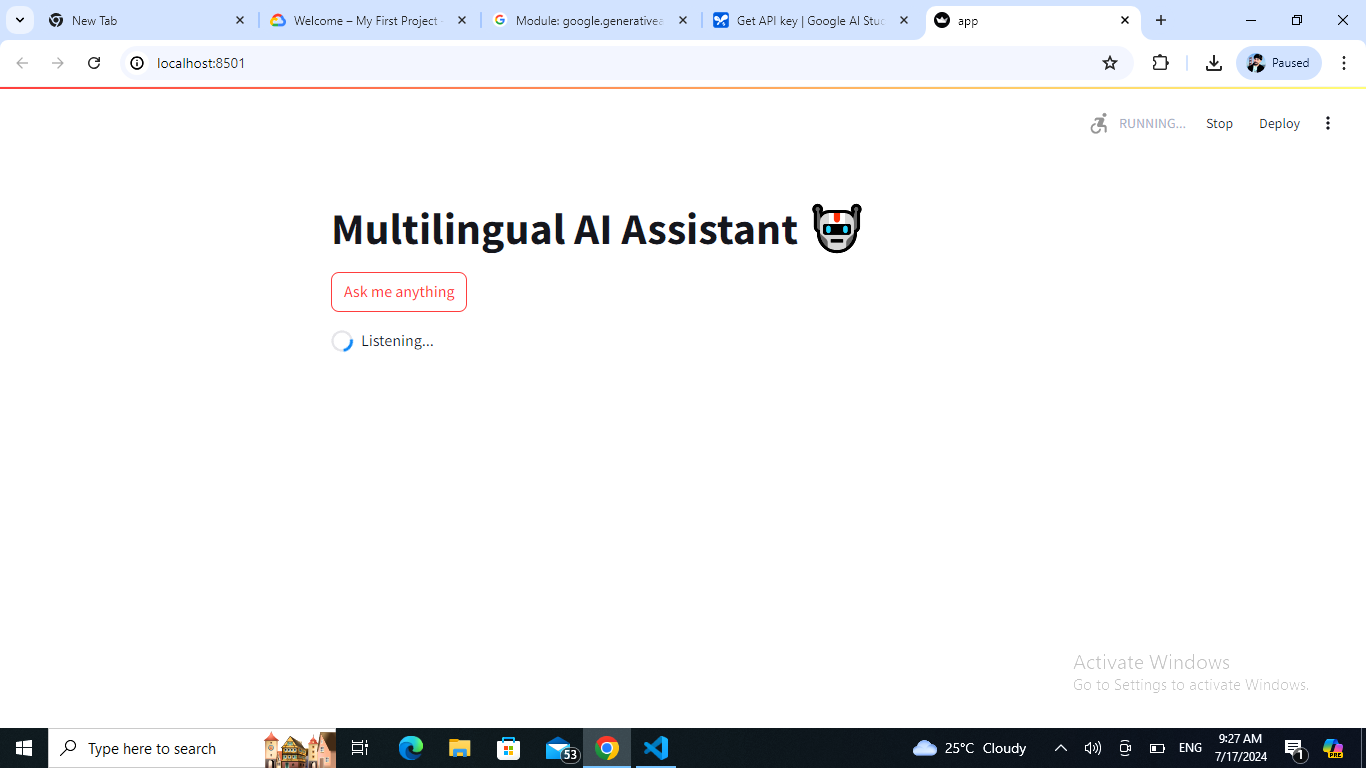 New Tab
Welcome – My First Project -
Module: google.generativea
Get API key | Google AI Stuc
app
localhost:8501
Paused
RUNNING...
Stop
Deploy
Multilingual AI Assistant
Ask me anything
Listening...
Activate Windows
Go to Settings to activate Windows.
Type here to search
53
25°C Cloudy
ENG
9:27 AM
7/17/2024
1
PRE